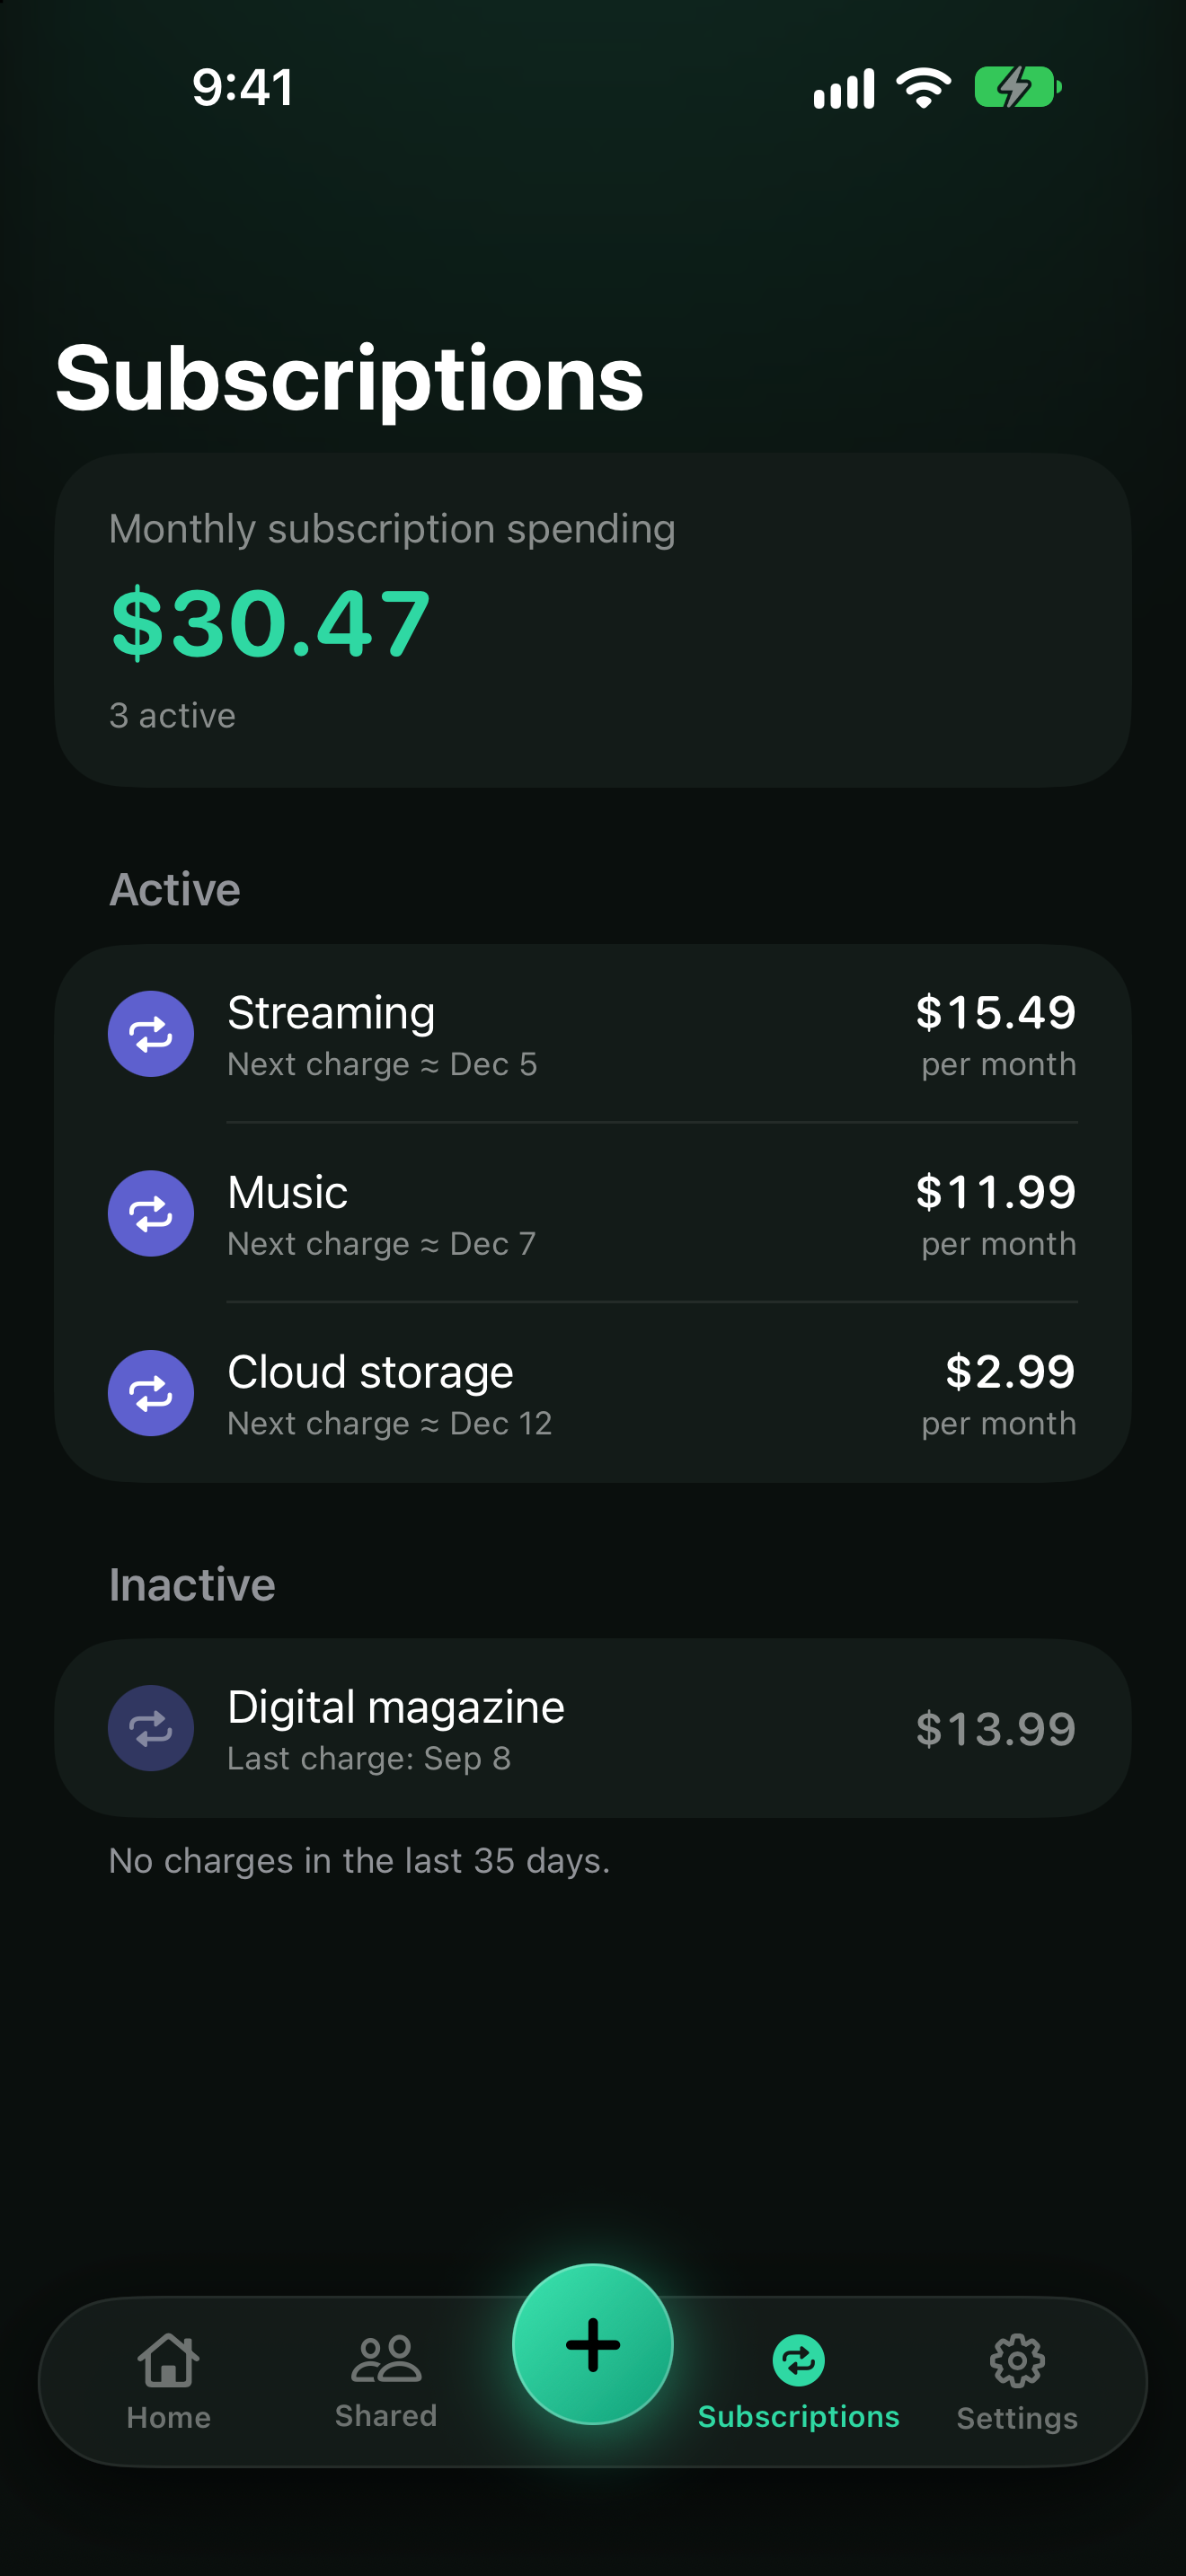 9:41
Subscriptions
Monthly subscription spending
$30.47
3 active
Active
Streaming
$15.49
Next charge ≈ Dec 5
per month
Music
$11.99
Next charge ≈ Dec 7
per month
Cloud storage
$2.99
Next charge ≈ Dec 12
per month
Inactive
Digital magazine
$13.99
Last charge: Sep 8
No charges in the last 35 days.
Home
Shared
Subscriptions
Settings